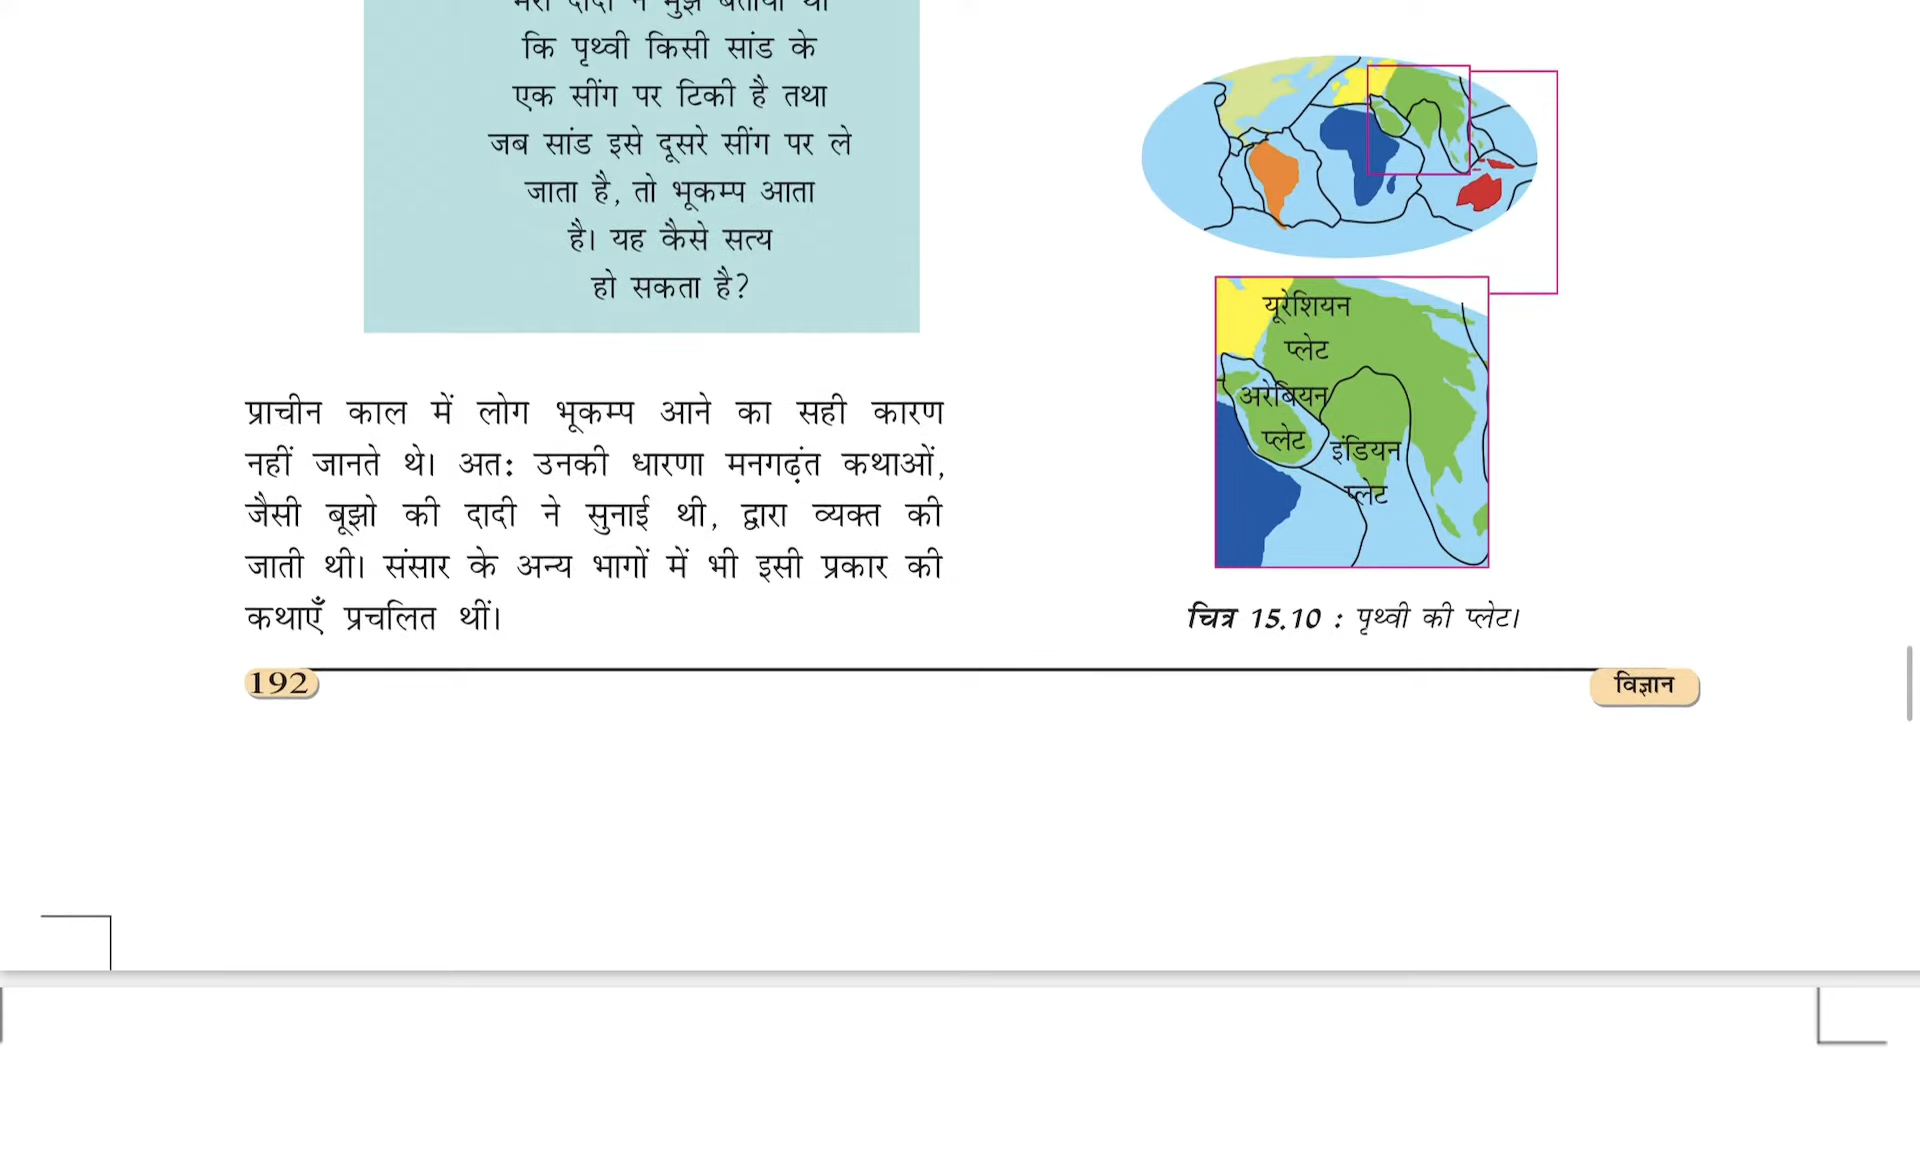 कि पृथ्वी किसी सांड के
एक सींग पर टिकी है तथा
जब सांड इसे दूसरे सींग पर ले
जाता है, तो भूकम्प आता
है। यह कैसे सत्य
हो सकता है?
प्राचीन काल में लोग भूकम्प आने का सही कारण
नहीं जानते थे। अतः उनकी धारणा मनगढ़ंत कथाओं,
जैसी बूझो की दादी ने सुनाई थी, द्वारा व्यक्त की
जाती थी। संसार के अन्य भागों में भी इसी प्रकार की
कथाएँ प्रचलित थीं।
यूरेशियन
प्लेट
अरेबियन
प्लेट
इंडियन
प्लेट
चित्र 15.10 : पृथ्वी की प्लेट।
192
विज्ञान